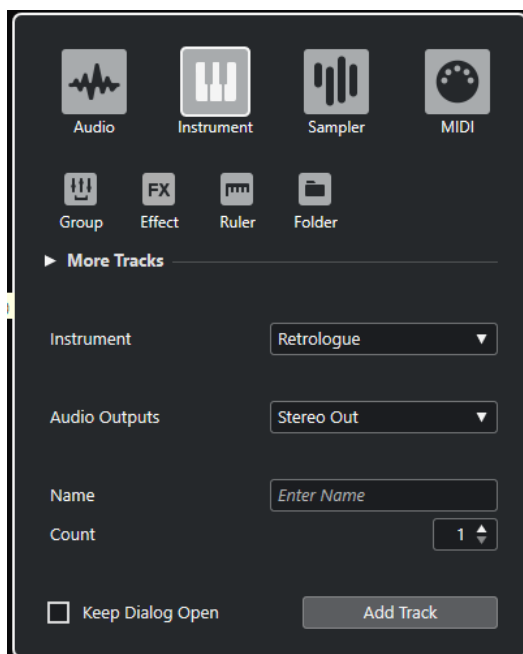 Audio Instrument Sampler MIDI
FX
Group Effect Ruler Folder
More Tracks
Instrument Retrologue
Audio Outputs Stereo Out
Name Enter Name
Count 1
Keep Dialog Open Add Track